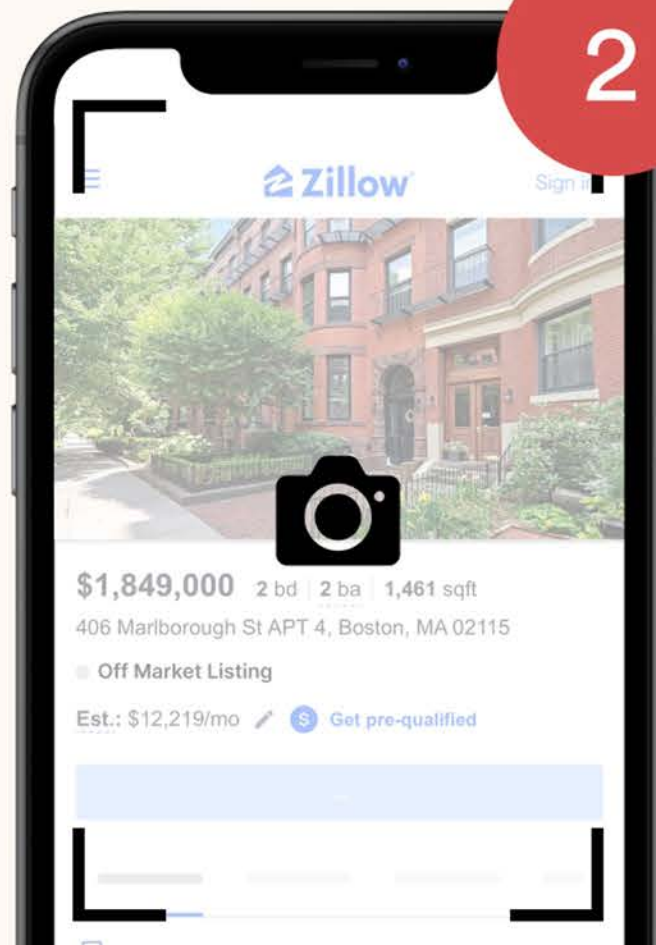 2
Zillow
Sign in
$1,849,000 2 bd 2 ba 1,461 sqft
406 Marlborough St APT 4, Boston, MA 02115
Off Market Listing
Est.: $12,219/mo $ Get pre-qualified